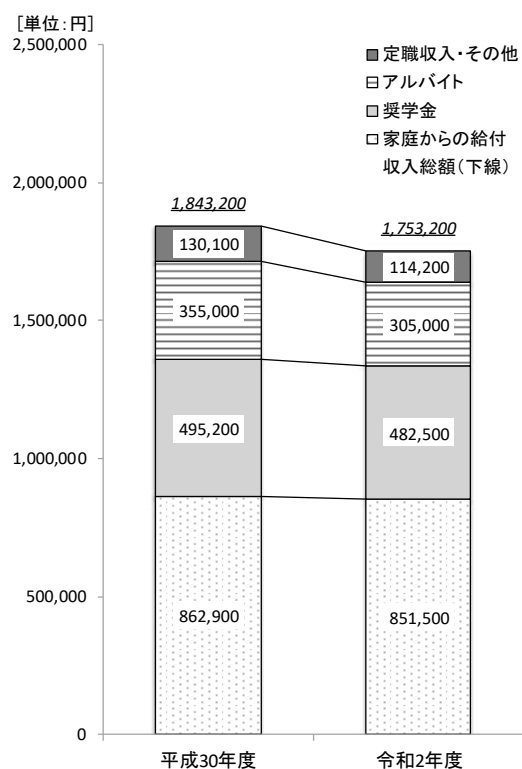 [単位：円]
2,500,000
定職収入・その他
アルバイト
奨学金
家庭からの給付
収入総額（下線）
2,000,000
1,843,200
1,753,200
130,100
114,200
355,000
305,000
1,500,000
495,200
482,500
1,000,000
862,900
851,500
500,000
0
平成30年度
令和2年度